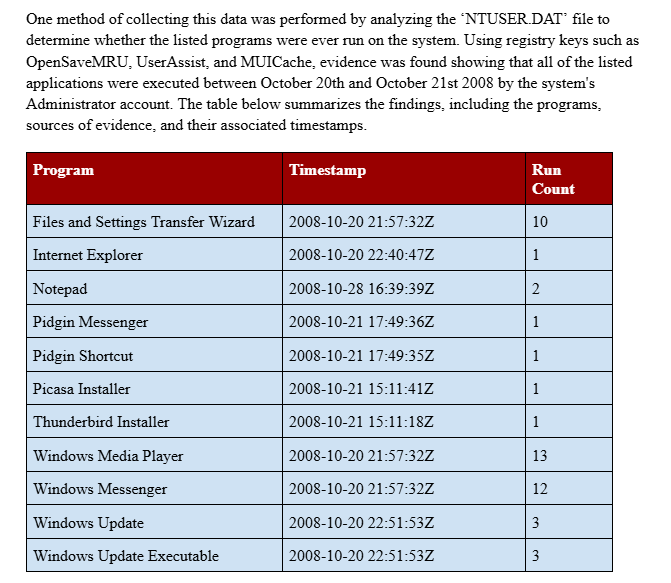 One method of collecting this data was performed by analyzing the ‘NTUSER.DAT’ file to
determine whether the listed programs were ever run on the system. Using registry keys such as
OpenSaveMRU, UserAssist, and MUICache, evidence was found showing that all of the listed
applications were executed between October 20th and October 21st 2008 by the system's
Administrator account. The table below summarizes the findings, including the programs,
sources of evidence, and their associated timestamps.
Program Timestamp Run Count
Files and Settings Transfer Wizard 2008-10-20 21:57:32Z 10
Internet Explorer 2008-10-20 22:40:47Z 1
Notepad 2008-10-28 16:39:39Z 2
Pidgin Messenger 2008-10-21 17:49:36Z 1
Pidgin Shortcut 2008-10-21 17:49:35Z 1
Picasa Installer 2008-10-21 15:11:41Z 1
Thunderbird Installer 2008-10-21 15:11:18Z 1
Windows Media Player 2008-10-20 21:57:32Z 13
Windows Messenger 2008-10-20 21:57:32Z 12
Windows Update 2008-10-20 22:51:53Z 3
Windows Update Executable 2008-10-20 22:51:53Z 3